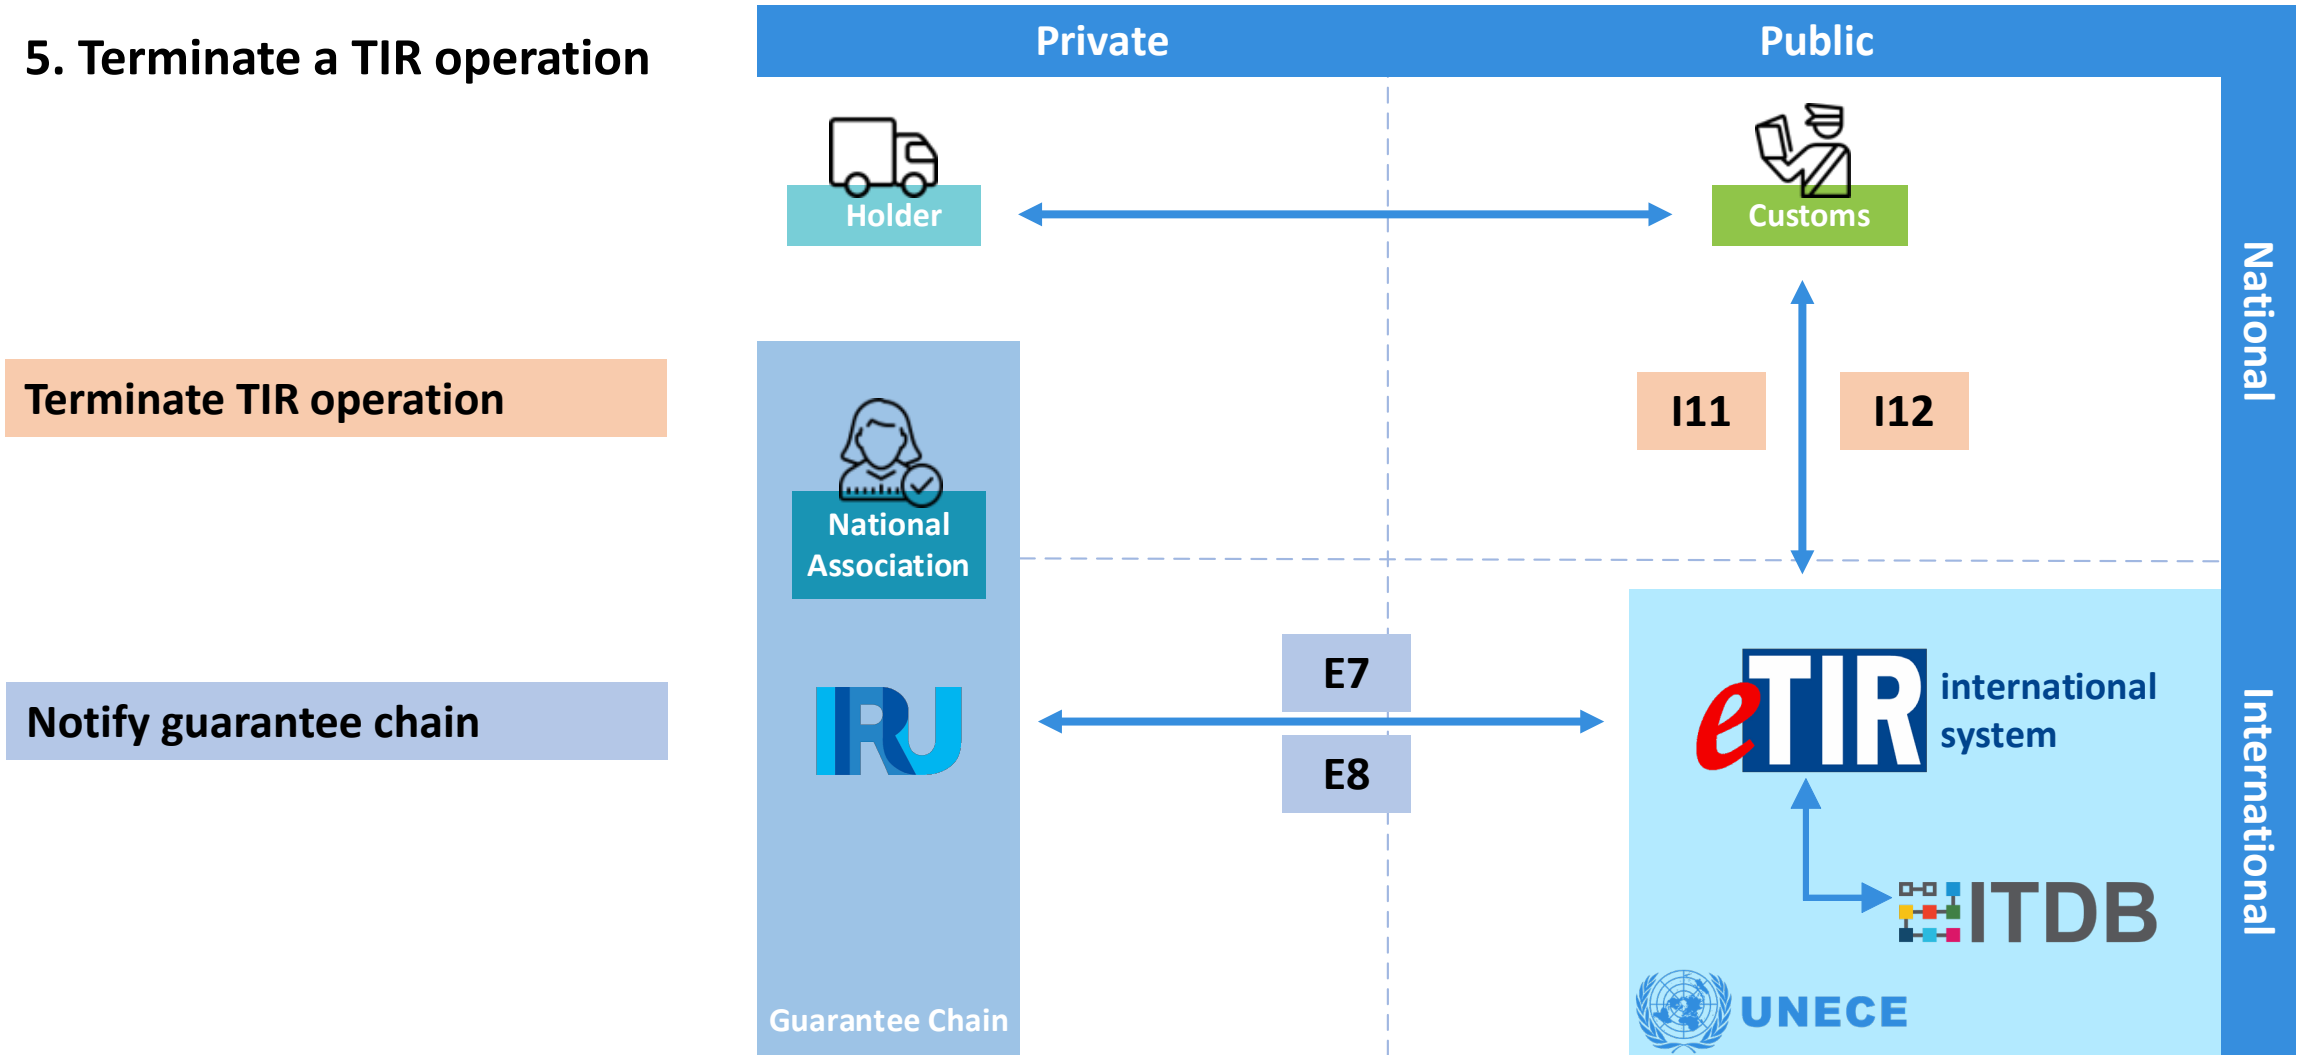 5. Terminate a TIR operation
Private
Public
Holder
Customs
National
Terminate TIR operation
I11
I12
National
Association
E7
Notify guarantee chain
IRU
eTIR
international
system
E8
International
ITDB
Guarantee Chain
UNECE